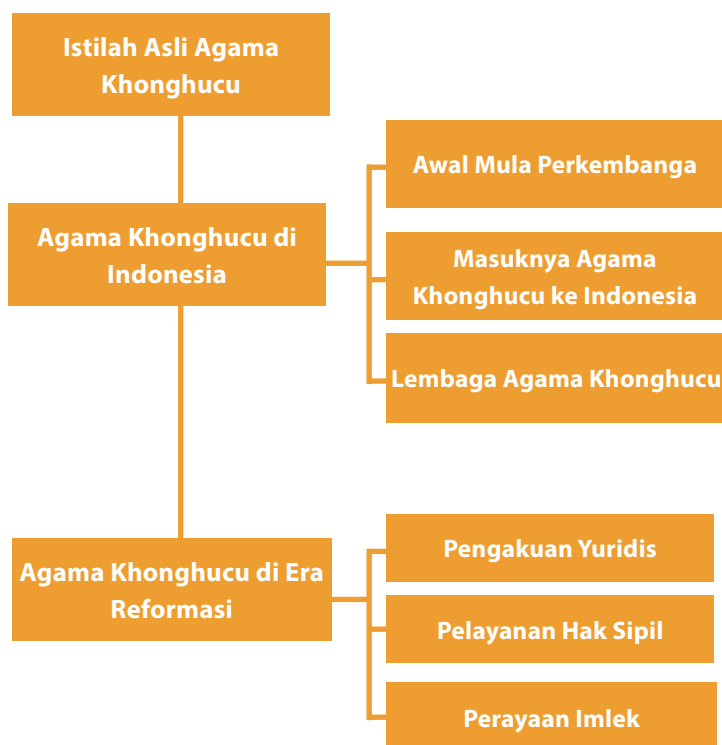 Istilah Asli Agama
Khonghucu
Agama Khonghucu di
Indonesia
Awal Mula Perkembanga
Masuknya Agama
Khonghucu ke Indonesia
Lembaga Agama Khonghucu
Agama Khonghucu di Era
Reformasi
Pengakuan Yuridis
Pelayanan Hak Sipil
Perayaan Imlek